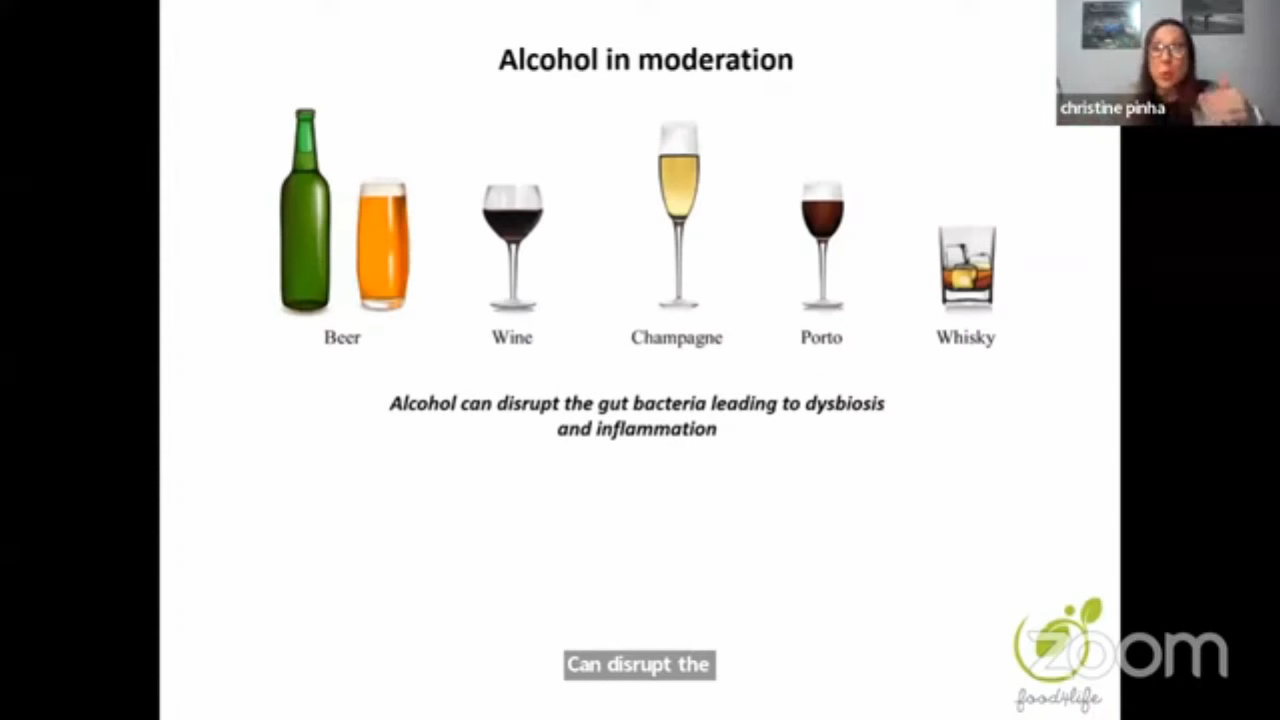 Alcohol in moderation
christine pinha
Beer
Wine
Champagne
Porto
Whisky
Alcohol can disrupt the gut bacteria leading to dysbiosis
and inflammation
Can disrupt the
zoom
food4life